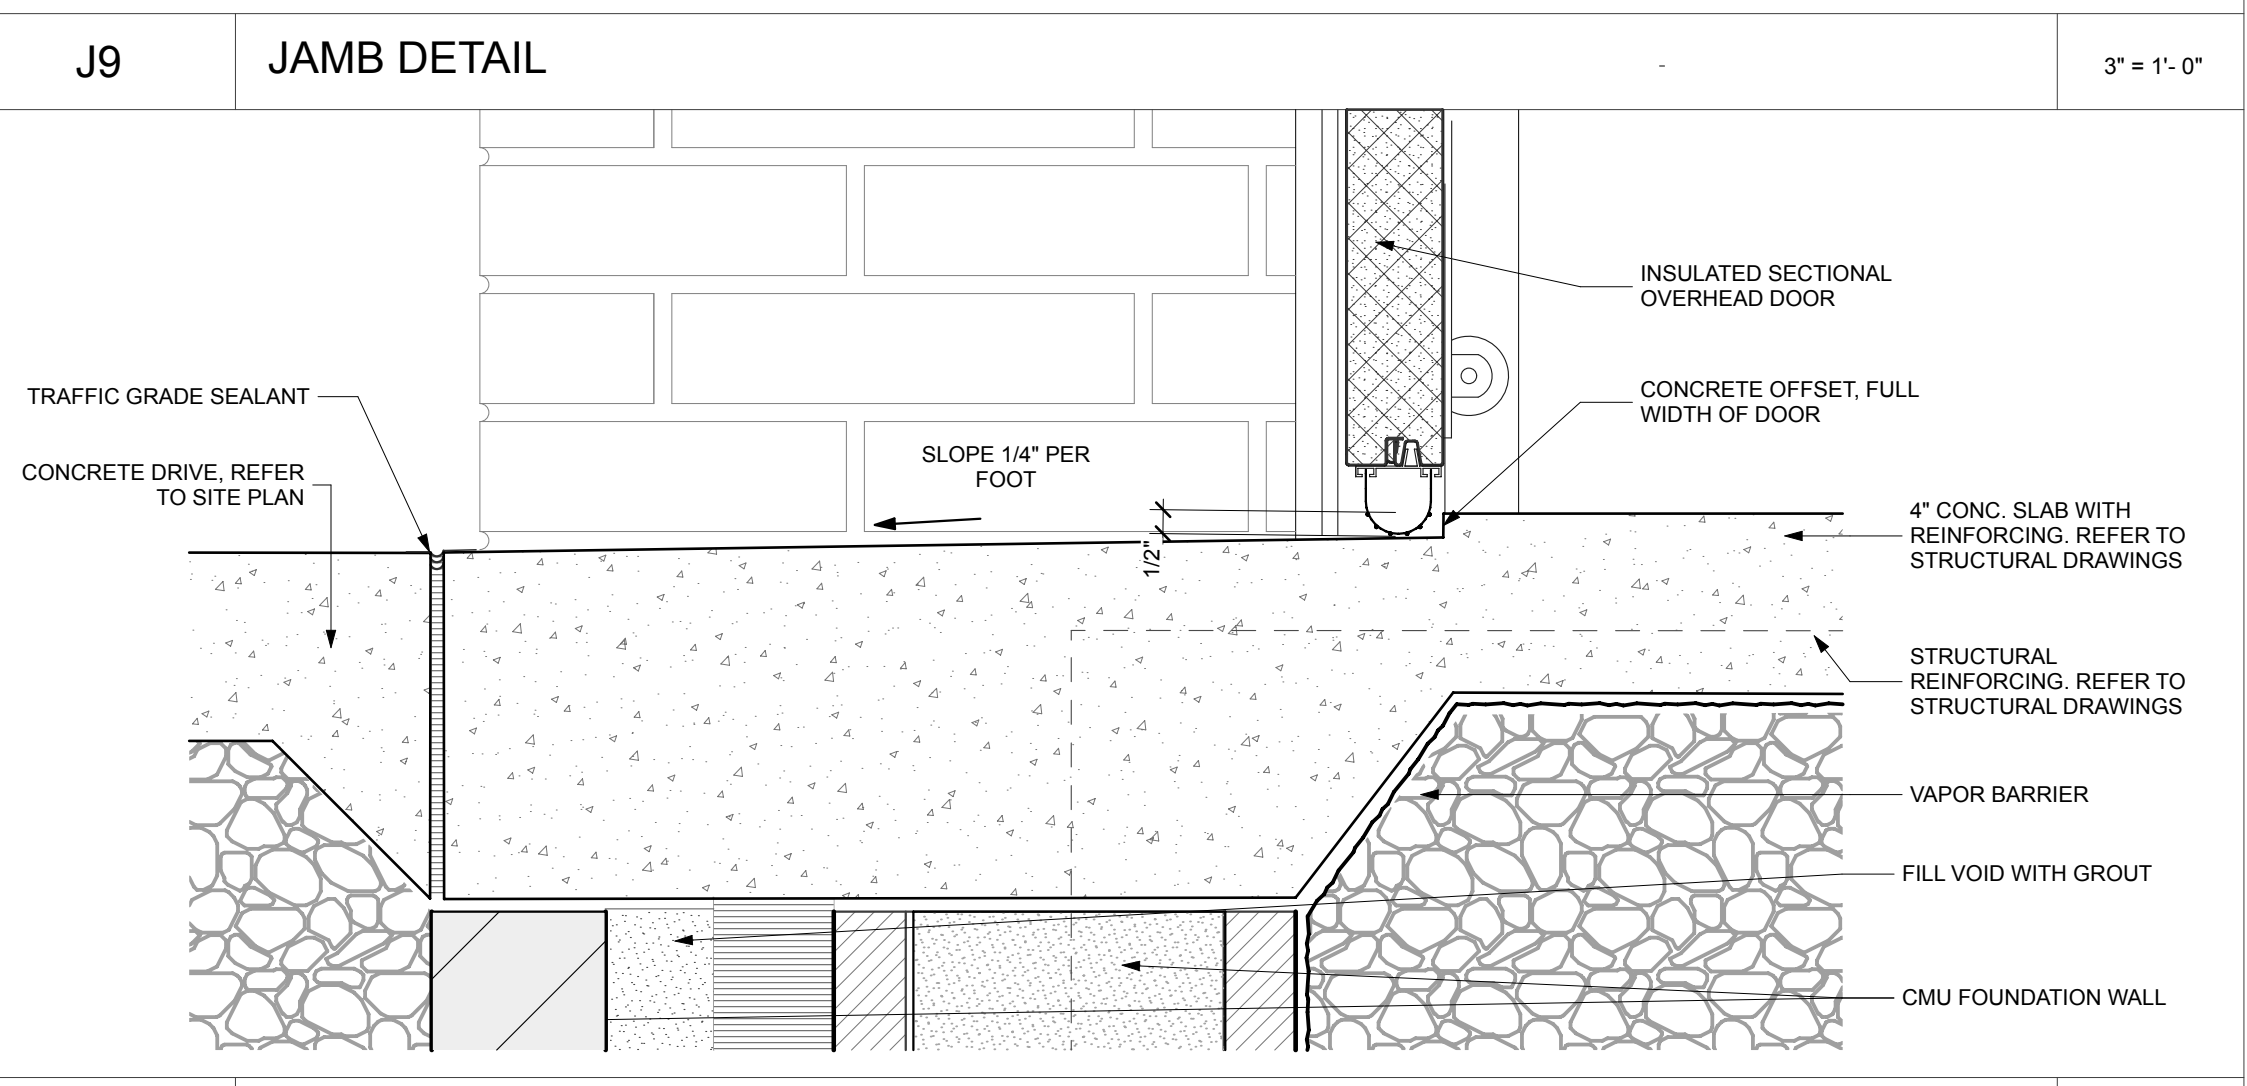 J9
JAMB DETAIL
-
3" = 1'- 0"
INSULATED SECTIONAL
OVERHEAD DOOR
CONCRETE OFFSET, FULL
WIDTH OF DOOR
TRAFFIC GRADE SEALANT
CONCRETE DRIVE, REFER
TO SITE PLAN
SLOPE 1/4" PER
FOOT
1/2"
4" CONC. SLAB WITH
REINFORCING. REFER TO
STRUCTURAL DRAWINGS
STRUCTURAL
REINFORCING. REFER TO
STRUCTURAL DRAWINGS
VAPOR BARRIER
FILL VOID WITH GROUT
CMU FOUNDATION WALL